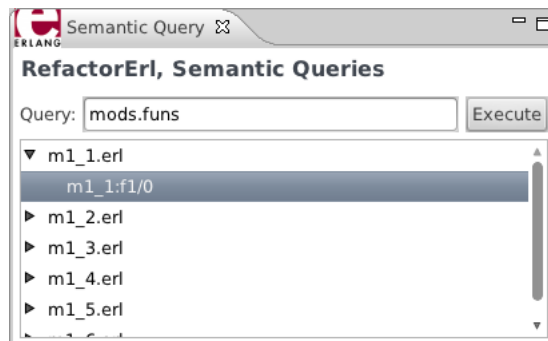 ERLANG
Semantic Query
RefactorErl, Semantic Queries
Query: mods.funs Execute
m1_1.erl
m1_1:f1/0
m1_2.erl
m1_3.erl
m1_4.erl
m1_5.erl